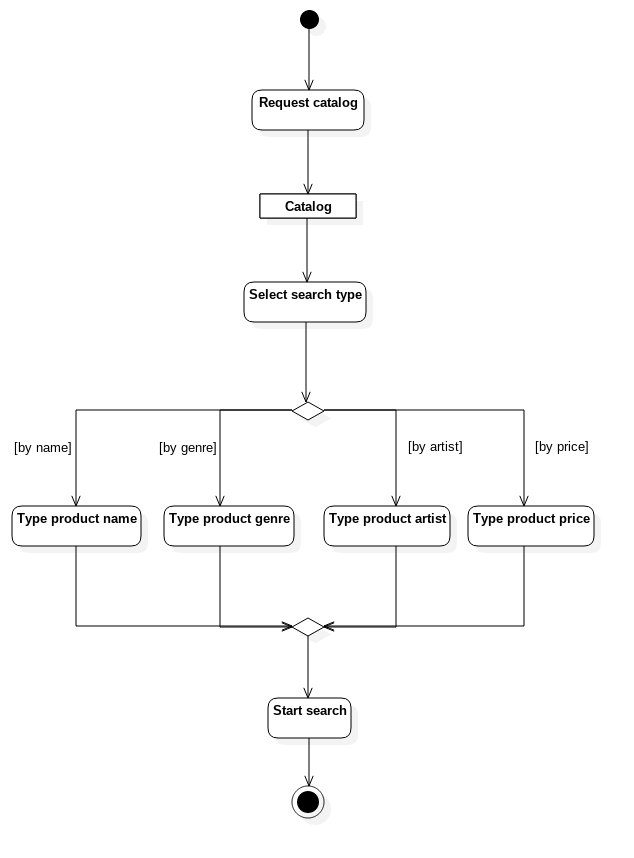 Request catalog
Catalog
Select search type
[by name]
[by genre]
[by artist]
[by price]
Type product name
Type product genre
Type product artist
Type product price
Start search